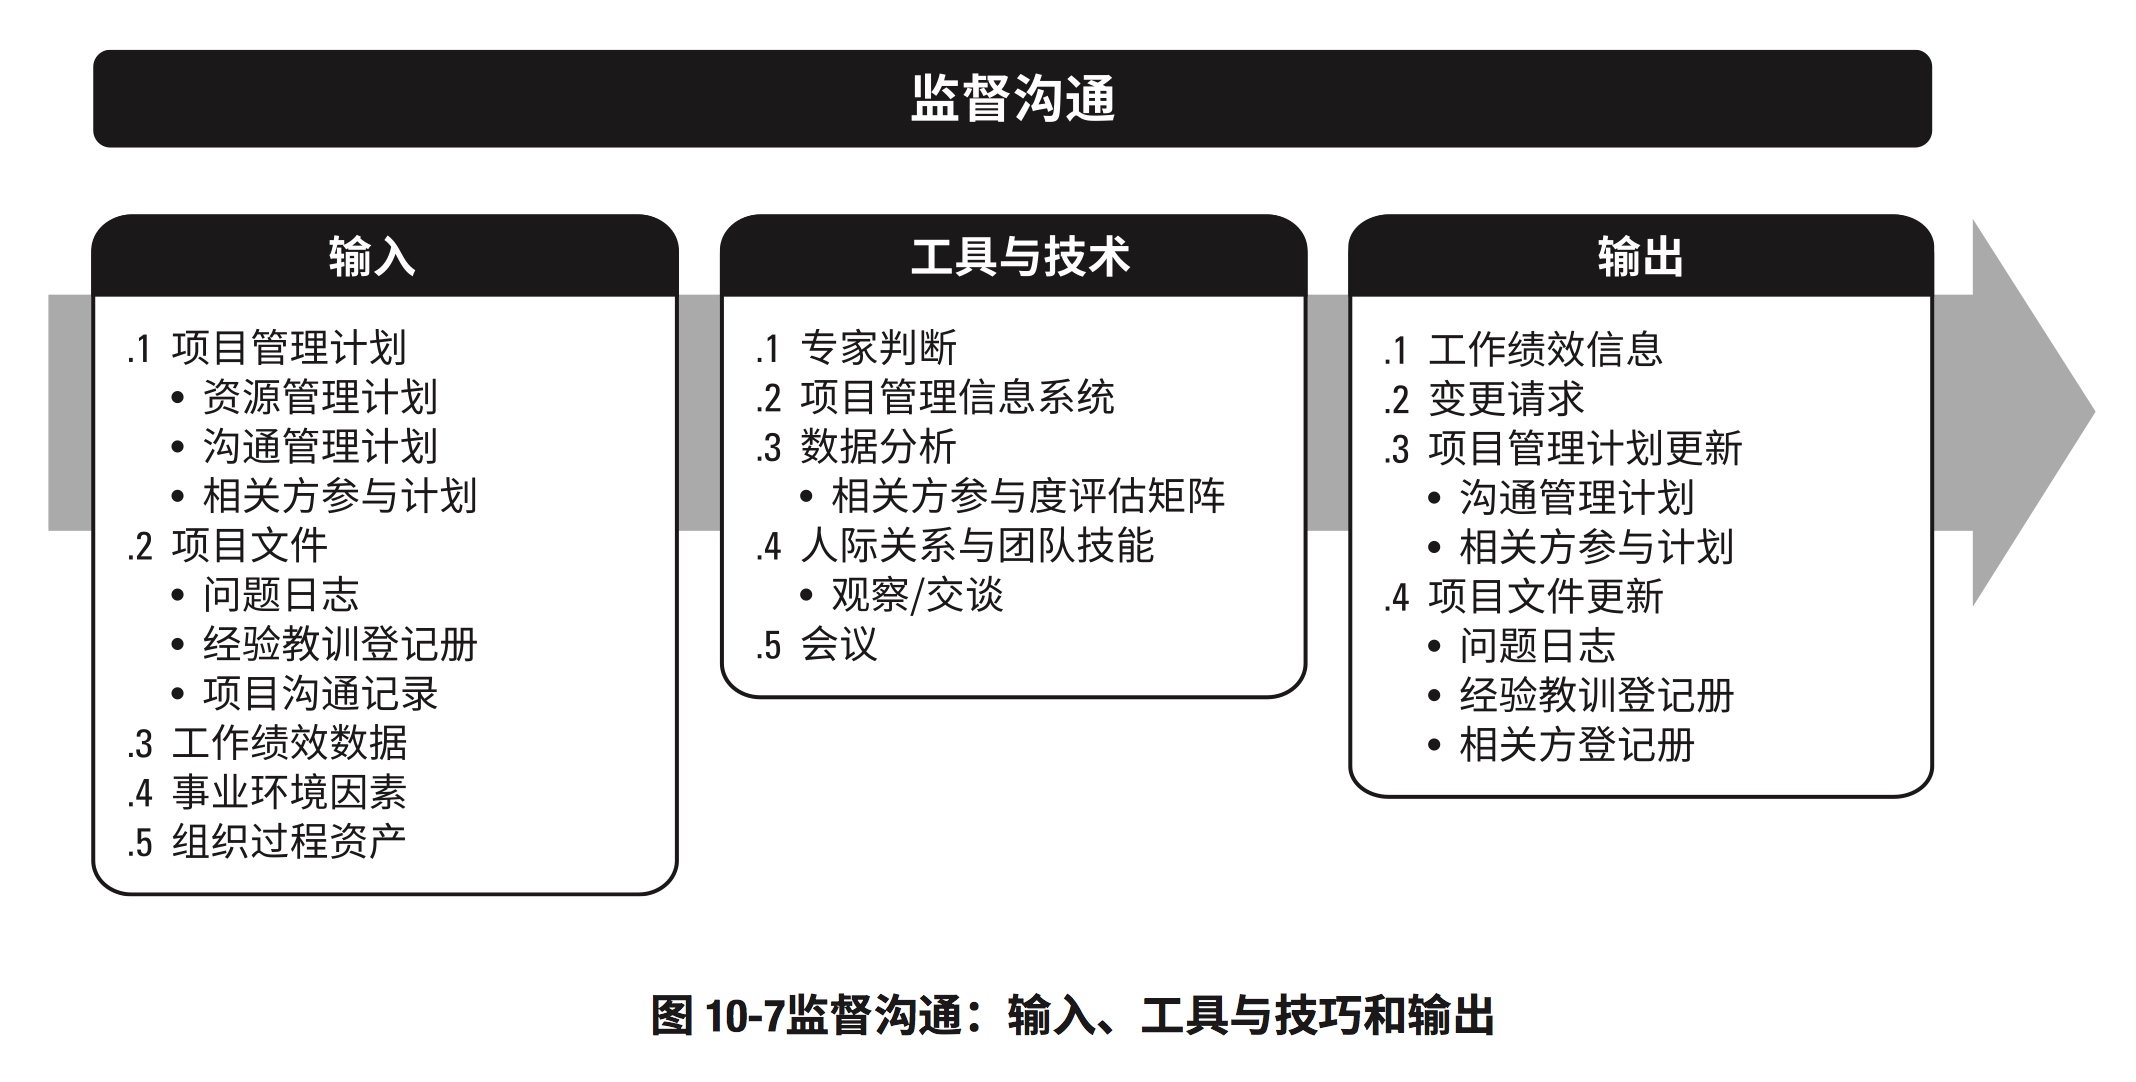 监督沟通
输入
.1 项目管理计划
• 资源管理计划
• 沟通管理计划
• 相关方参与计划
.2 项目文件
• 问题日志
• 经验教训登记册
• 项目沟通记录
.3 工作绩效数据
.4 事业环境因素
.5 组织过程资产
工具与技术
.1 专家判断
.2 项目管理信息系统
.3 数据分析
• 相关方参与度评估矩阵
.4 人际关系与团队技能
• 观察/交谈
.5 会议
输出
.1 工作绩效信息
.2 变更请求
.3 项目管理计划更新
• 沟通管理计划
• 相关方参与计划
.4 项目文件更新
• 问题日志
• 经验教训登记册
• 相关方登记册
图 10-7监督沟通：输入、工具与技巧和输出